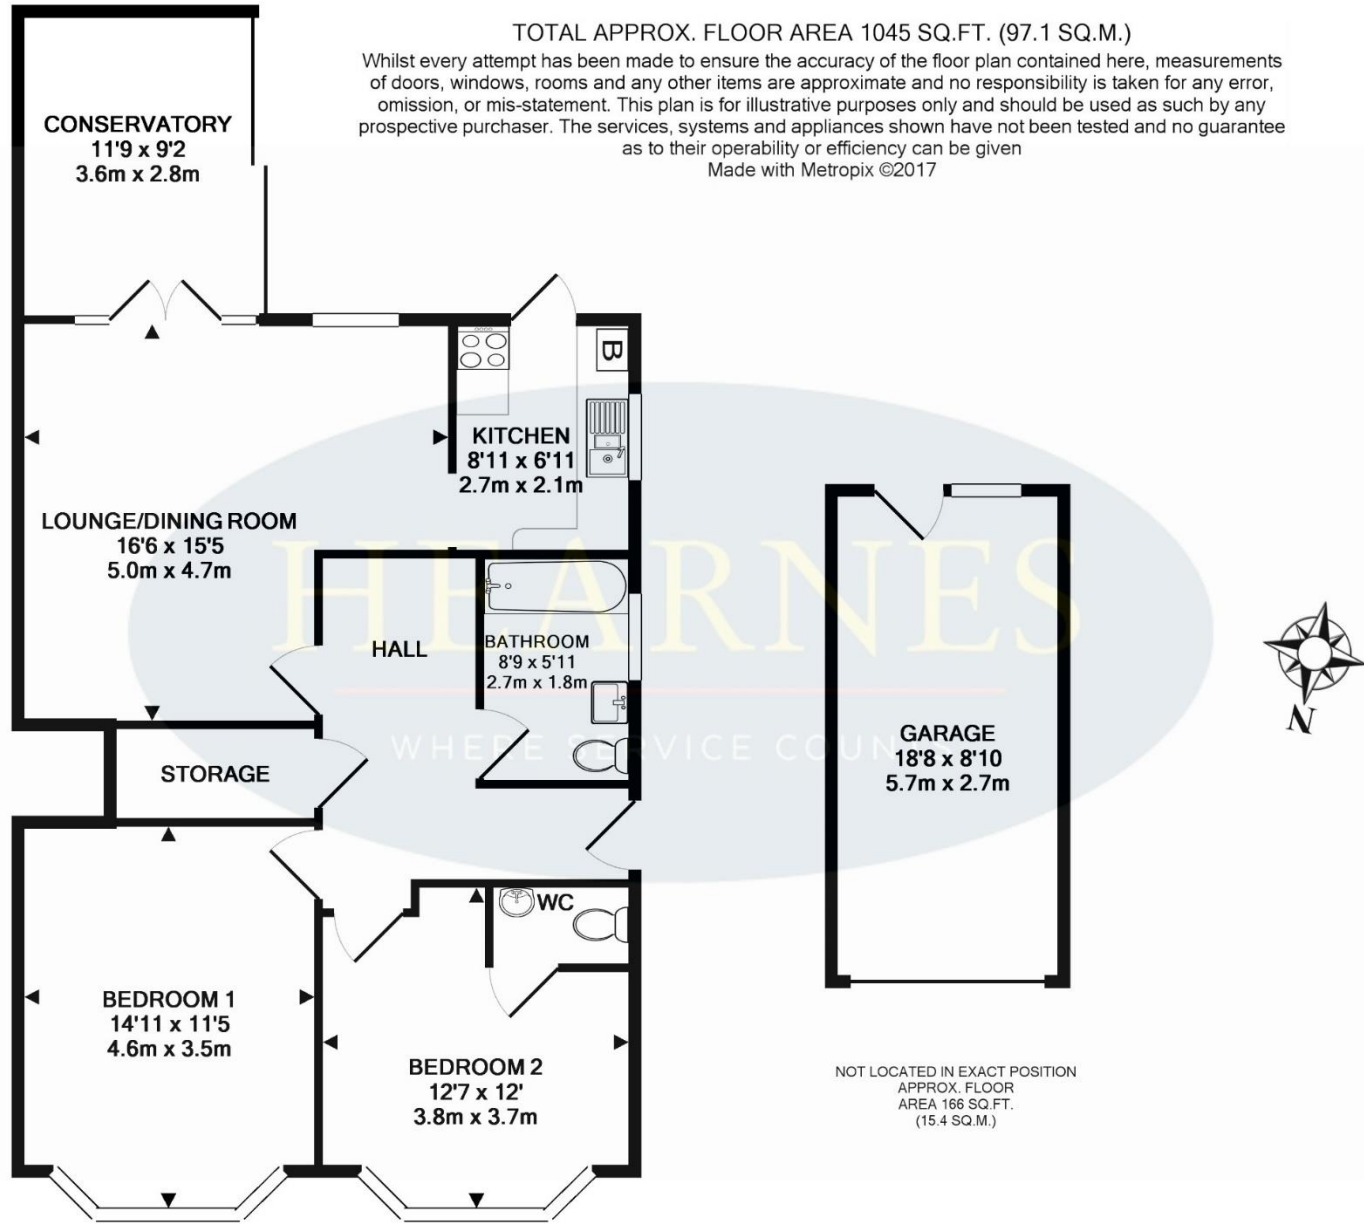 TOTAL APPROX. FLOOR AREA 1045 SQ.FT. (97.1 SQ.M.)
Whilst every attempt has been made to ensure the accuracy of the floor plan contained here, measurements
of doors, windows, rooms and any other items are approximate and no responsibility is taken for any error,
omission, or mis-statement. This plan is for illustrative purposes only and should be used as such by any
prospective purchaser. The services, systems and appliances shown have not been tested and no guarantee
as to their operability or efficiency can be given
Made with Metropix ©2017
CONSERVATORY
11'9 x 9'2
3.6m x 2.8m
B
KITCHEN
8'11 x 6'11
2.7m x 2.1m
LOUNGE/DINING ROOM
16'6 x 15'5
5.0m x 4.7m
HEARNES
WHERE SERVICE COUNTS
HALL
BATHROOM
8'9 x 5'11
2.7m x 1.8m
STORAGE
GARAGE
18'8 x 8'10
5.7m x 2.7m
N
WC
BEDROOM 1
14'11 x 11'5
4.6m x 3.5m
BEDROOM 2
12'7 x 12'
3.8m x 3.7m
NOT LOCATED IN EXACT POSITION
APPROX. FLOOR
AREA 166 SQ.FT.
(15.4 SQ.M.)